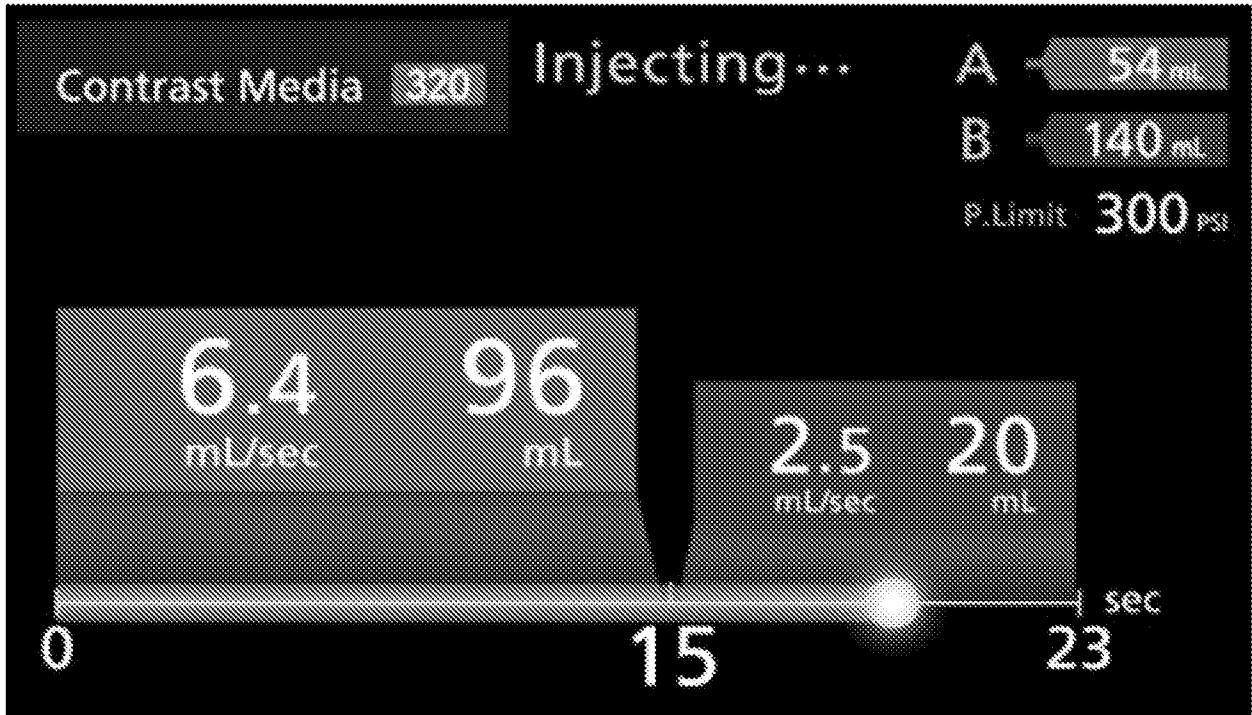 Contrast Media 320
Injecting...
A 54 mL
B 140 mL
P.Limit 300 PSI
6.4 mL/sec
96 mL
2.5 mL/sec
20 mL
0
15
23
sec